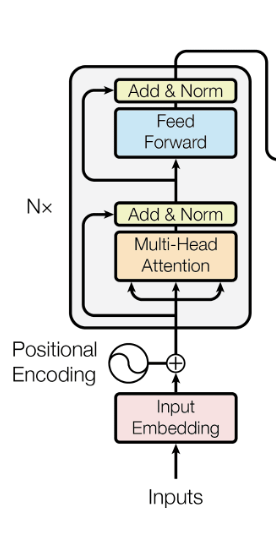 Add & Norm
Feed
Forward
N×
Add & Norm
Multi-Head
Attention
Positional
Encoding
Input
Embedding
Inputs